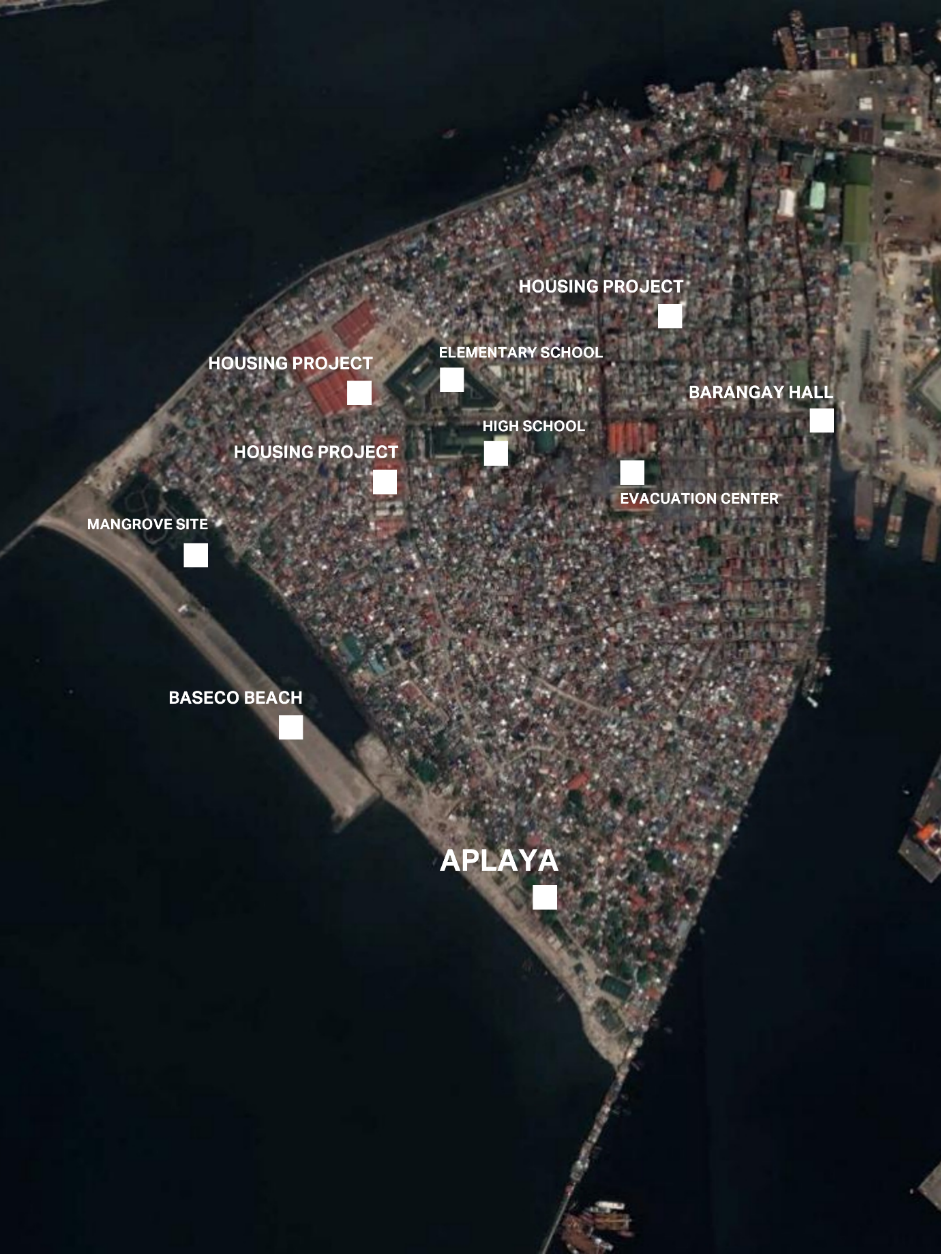 HOUSING PROJECT
ELEMENTARY SCHOOL
HOUSING PROJECT
BARANGAY HALL
HIGH SCHOOL
HOUSING PROJECT
EVACUATION CENTER
MANGROVE SITE
BASECO BEACH
APLAYA